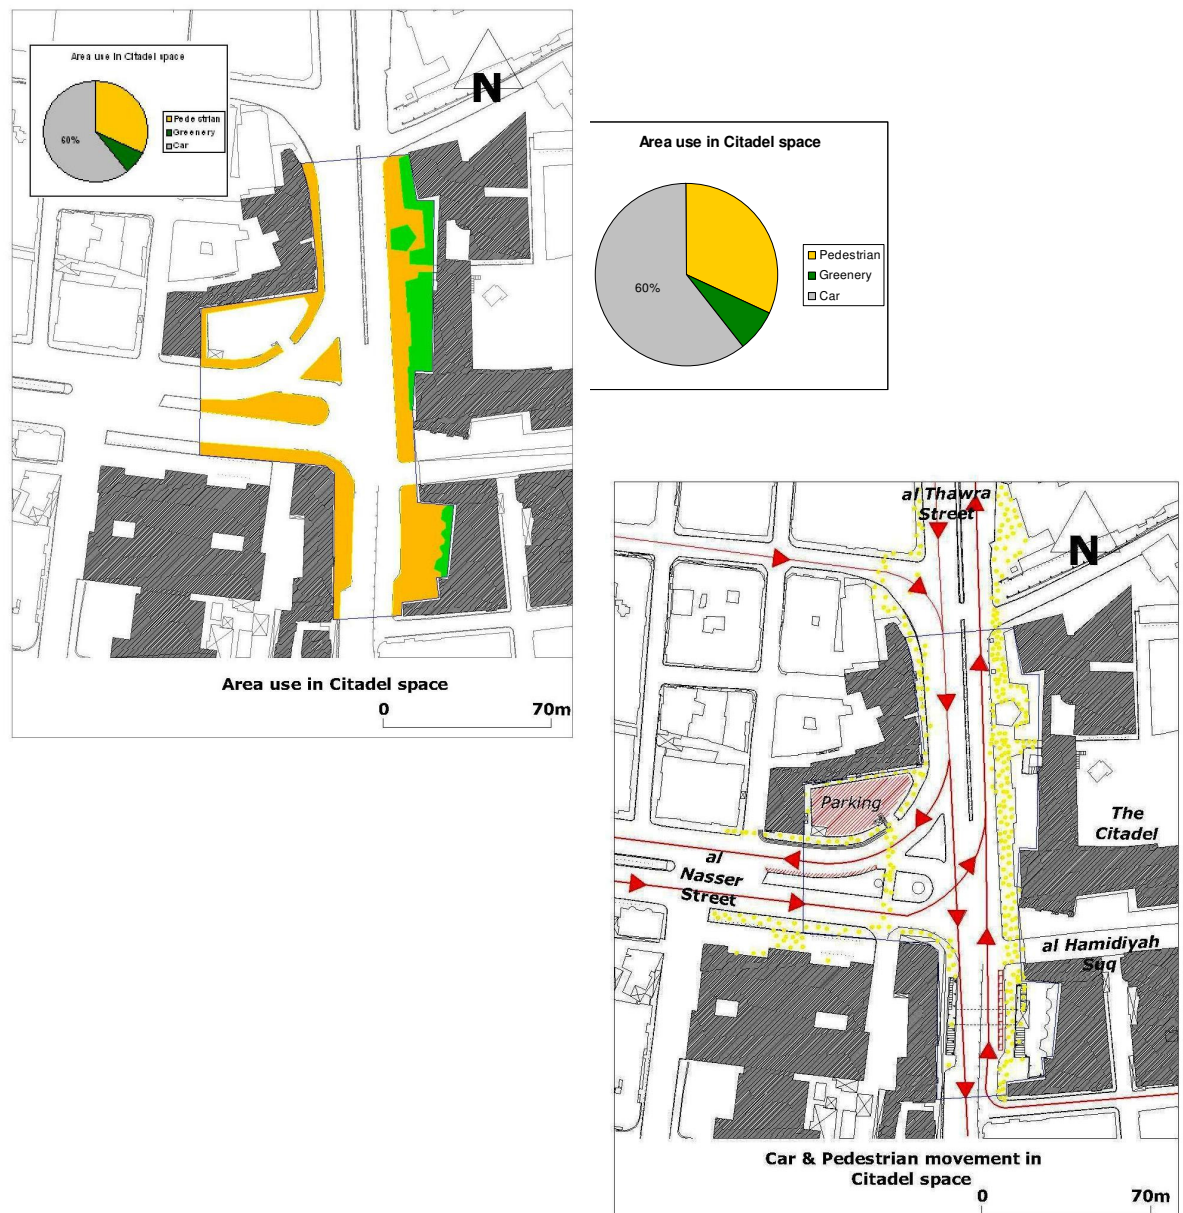 Area use in Citadel space
60%
Pedestrian
Greenery
Car
N
Area use in Citadel space
0 70m
Area use in Citadel space
60%
Pedestrian
Greenery
Car
al Thawra
Street
N
Parking
The
Citadel
al
Nasser
Street
al Hamidiyah
Suq
Car & Pedestrian movement in
Citadel space
0 70m